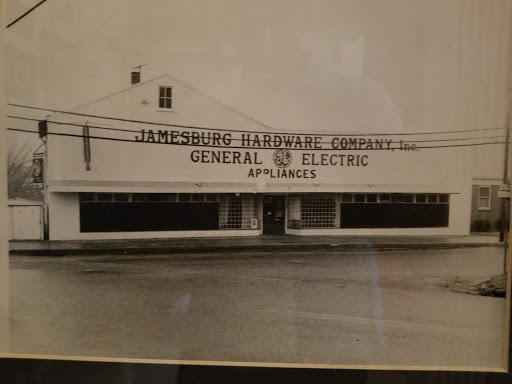 JAMESBURG HARDWARE COMPANY, Inc.
GENERAL GE ELECTRIC
APPLIANCES